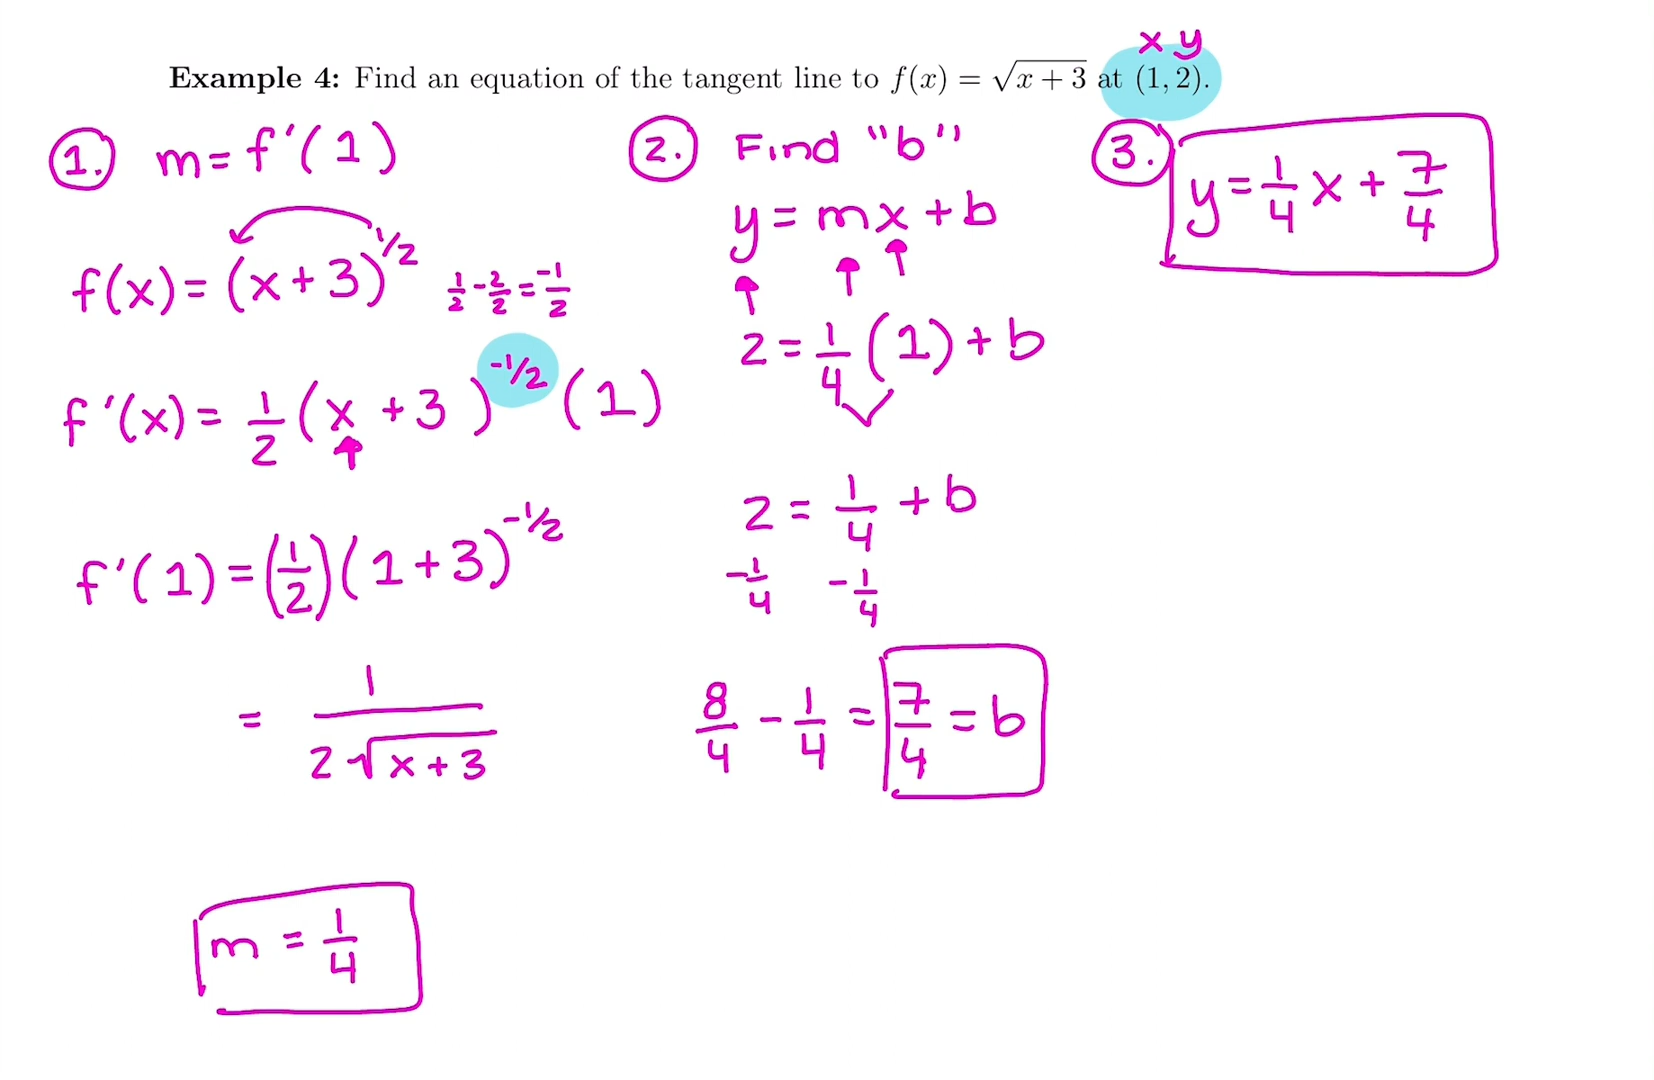 x y
Example 4: Find an equation of the tangent line to f(x) = √(x + 3) at (1, 2).
1. m = f'(1)
f(x) = (x + 3)^1/2 1/2 - 2/2 = -1/2
f'(x) = 1/2 (x + 3)^-1/2 (1)
f'(1) = (1/2)(1 + 3)^-1/2
= 1/(2√(x + 3))
m = 1/4
2. Find "b"
y = mx + b
2 = 1/4 (1) + b
2 = 1/4 + b
-1/4 -1/4
8/4 - 1/4 = 7/4 = b
3. y = 1/4 x + 7/4